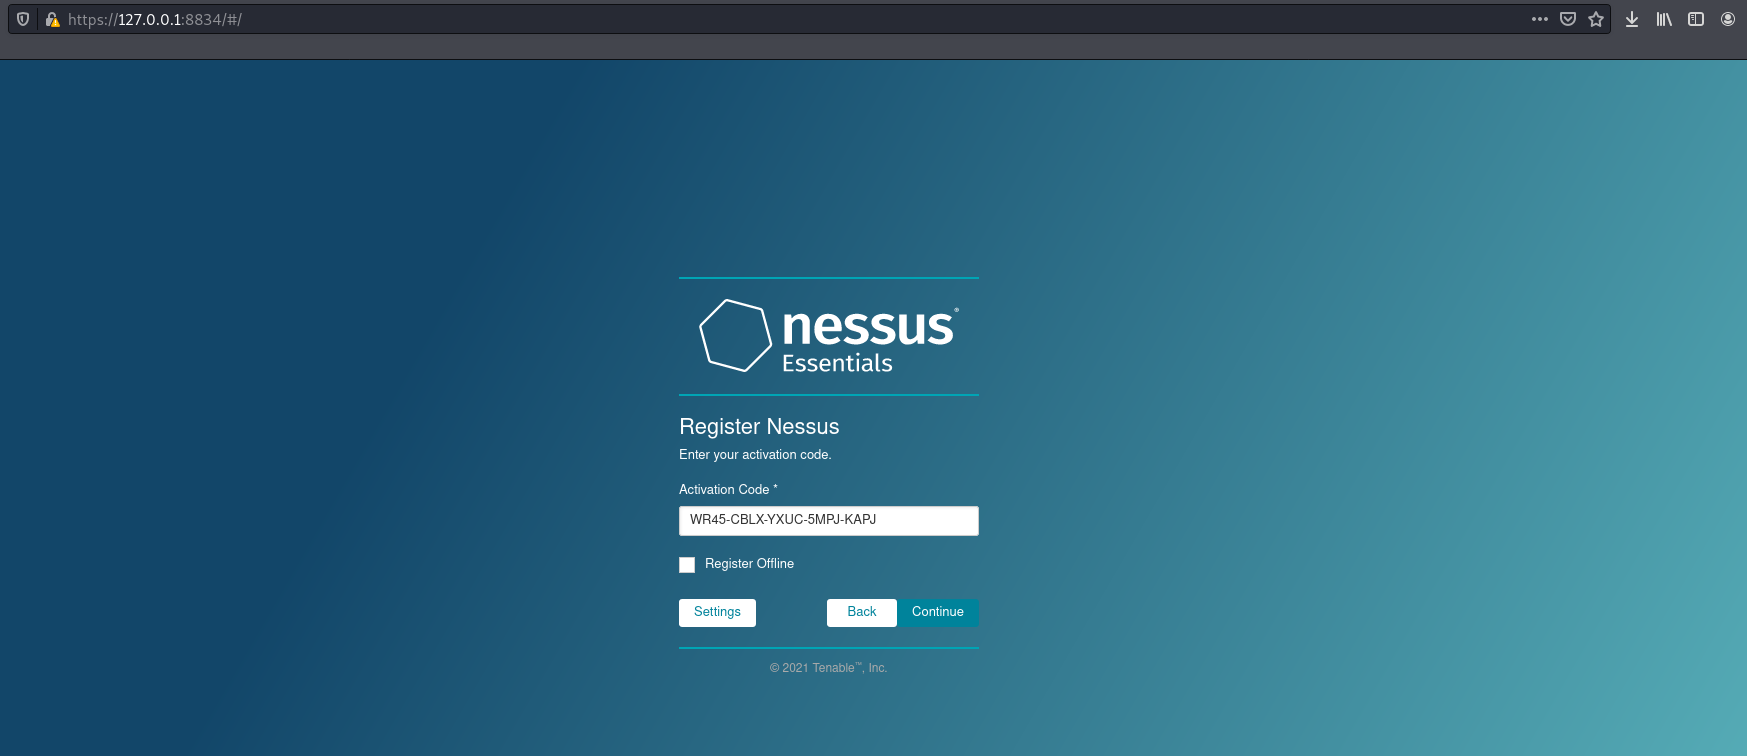 https://127.0.0.1:8834/#/
nessus®
Essentials
Register Nessus
Enter your activation code.
Activation Code *
WR45-CBLX-YXUC-5MPJ-KAPJ
Register Offline
Settings Back Continue
© 2021 Tenable™, Inc.